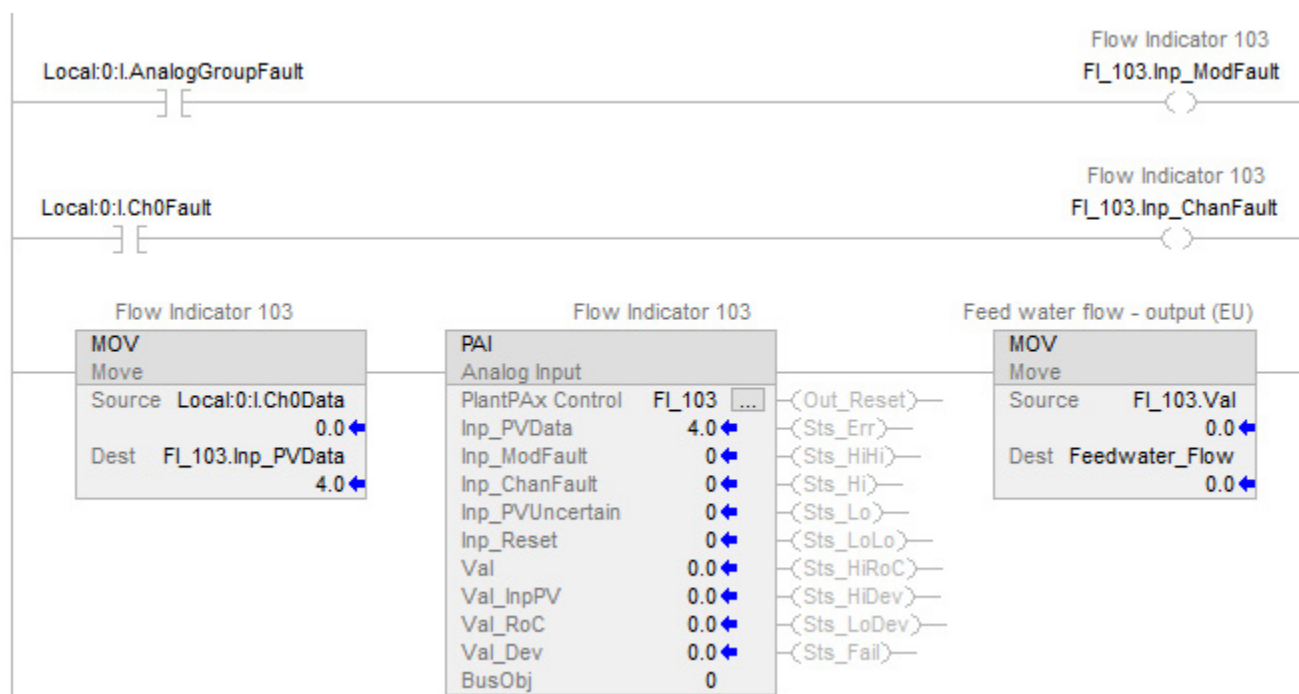 Flow Indicator 103
Local:0:I.AnalogGroupFault
FI_103.Inp_ModFault
Flow Indicator 103
Local:0:I.Ch0Fault
FI_103.Inp_ChanFault
Flow Indicator 103
MOV
Move
Source Local:0:I.Ch0Data
0.0
Dest FI_103.Inp_PVData
4.0
Flow Indicator 103
PAI
Analog Input
PlantPAx Control FI_103 ...
Inp_PVData 4.0
Inp_ModFault 0
Inp_ChanFault 0
Inp_PVUncertain 0
Inp_Reset 0
Val 0.0
Val_InpPV 0.0
Val_RoC 0.0
Val_Dev 0.0
BusObj 0
(Out_Reset)
(Sts_Err)
(Sts_HiHi)
(Sts_Hi)
(Sts_Lo)
(Sts_LoLo)
(Sts_HiRoC)
(Sts_HiDev)
(Sts_LoDev)
(Sts_Fail)
Feed water flow - output (EU)
MOV
Move
Source FI_103.Val
0.0
Dest Feedwater_Flow
0.0